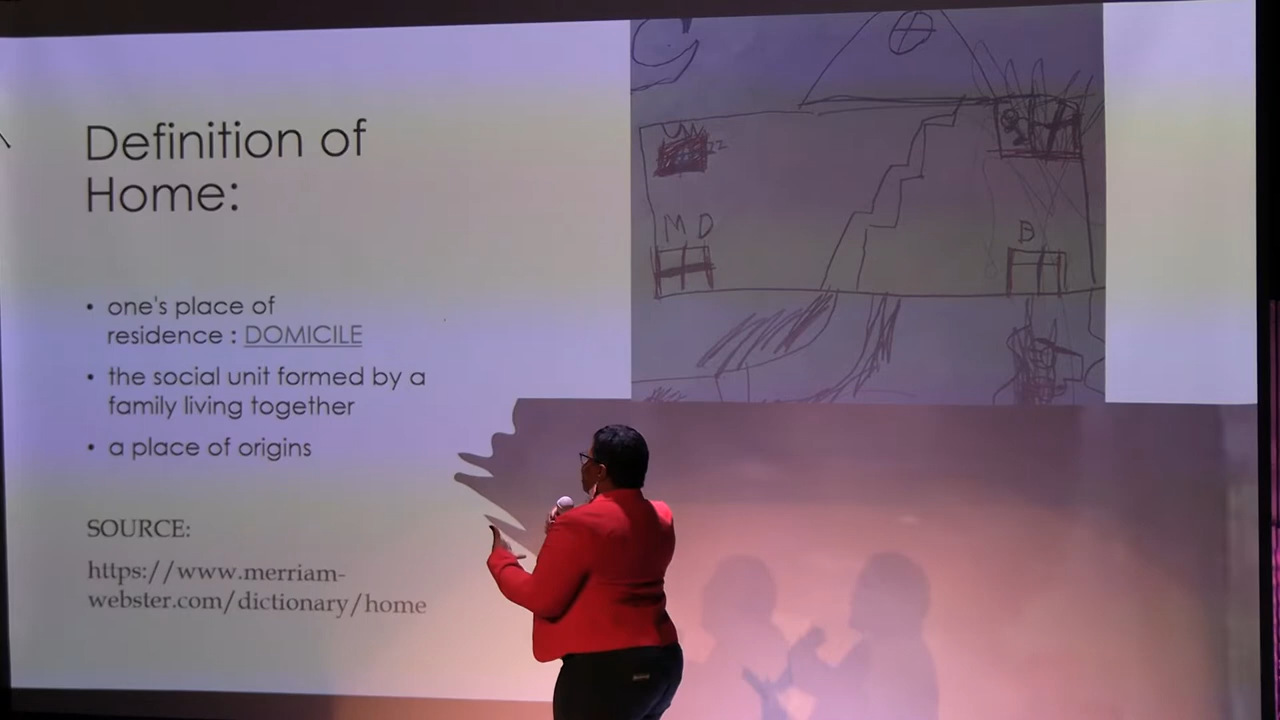 Definition of
Home:
• one's place of
residence : DOMICILE
• the social unit formed by a
family living together
• a place of origins
SOURCE:
https://www.merriam-
webster.com/dictionary/home
M D
B